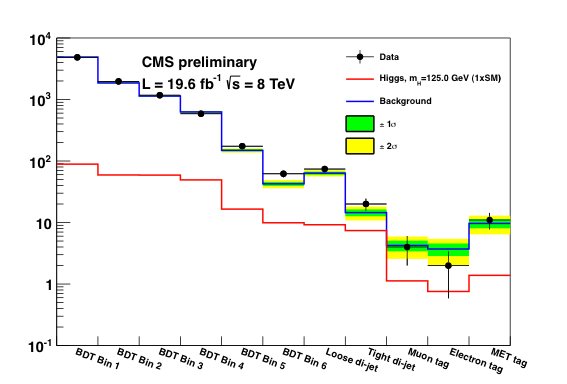 10^4
10^3
10^2
10
1
10^-1
CMS preliminary
L = 19.6 fb^-1 √s = 8 TeV
Data
Higgs, m_H=125.0 GeV (1xSM)
Background
± 1σ
± 2σ
BDT Bin 1
BDT Bin 2
BDT Bin 3
BDT Bin 4
BDT Bin 5
BDT Bin 6
Loose di-jet
Tight di-jet
Muon tag
Electron tag
MET tag